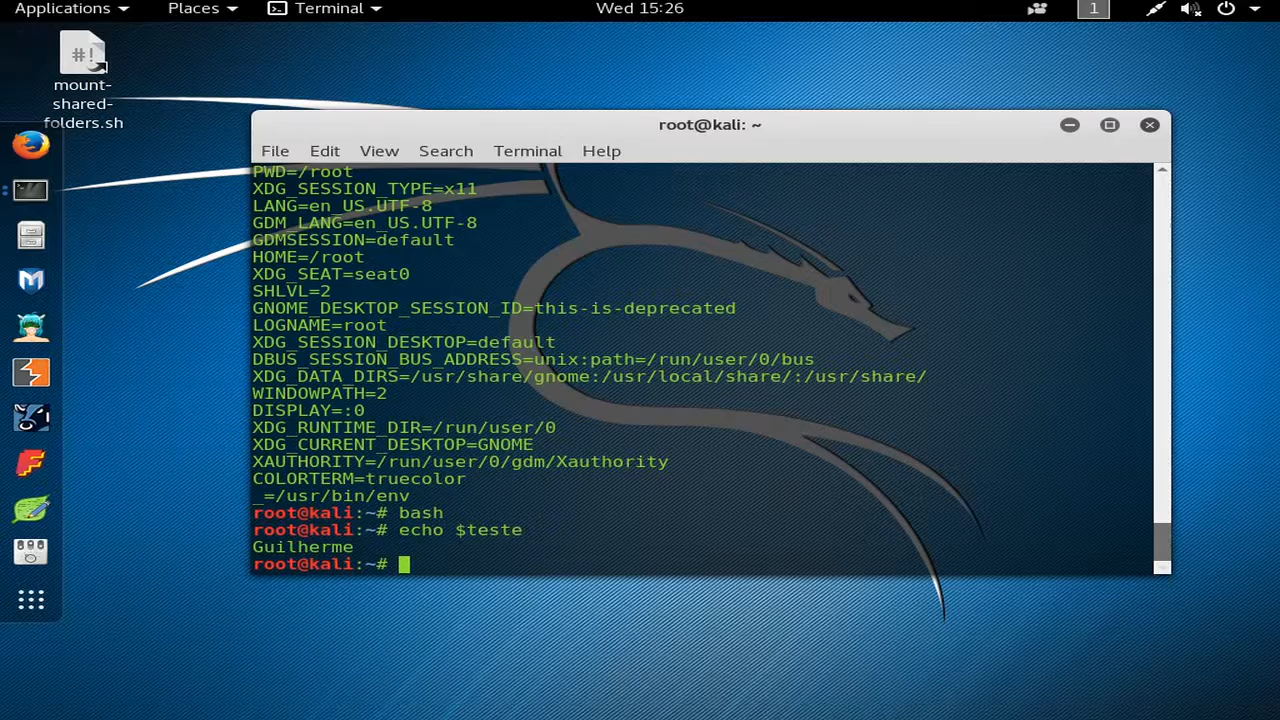 Applications Places Terminal Wed 15:26 1
#!
mount-
shared-
folders.sh
root@kali: ~
File Edit View Search Terminal Help
PWD=/root
XDG_SESSION_TYPE=x11
LANG=en_US.UTF-8
GDM_LANG=en_US.UTF-8
GDMSESSION=default
HOME=/root
XDG_SEAT=seat0
SHLVL=2
GNOME_DESKTOP_SESSION_ID=this-is-deprecated
LOGNAME=root
XDG_SESSION_DESKTOP=default
DBUS_SESSION_BUS_ADDRESS=unix:path=/run/user/0/bus
XDG_DATA_DIRS=/usr/share/gnome:/usr/local/share/:/usr/share/
WINDOWPATH=2
DISPLAY=:0
XDG_RUNTIME_DIR=/run/user/0
XDG_CURRENT_DESKTOP=GNOME
XAUTHORITY=/run/user/0/gdm/Xauthority
COLORTERM=truecolor
_=/usr/bin/env
root@kali:~# bash
root@kali:~# echo $teste
Guilherme
root@kali:~#